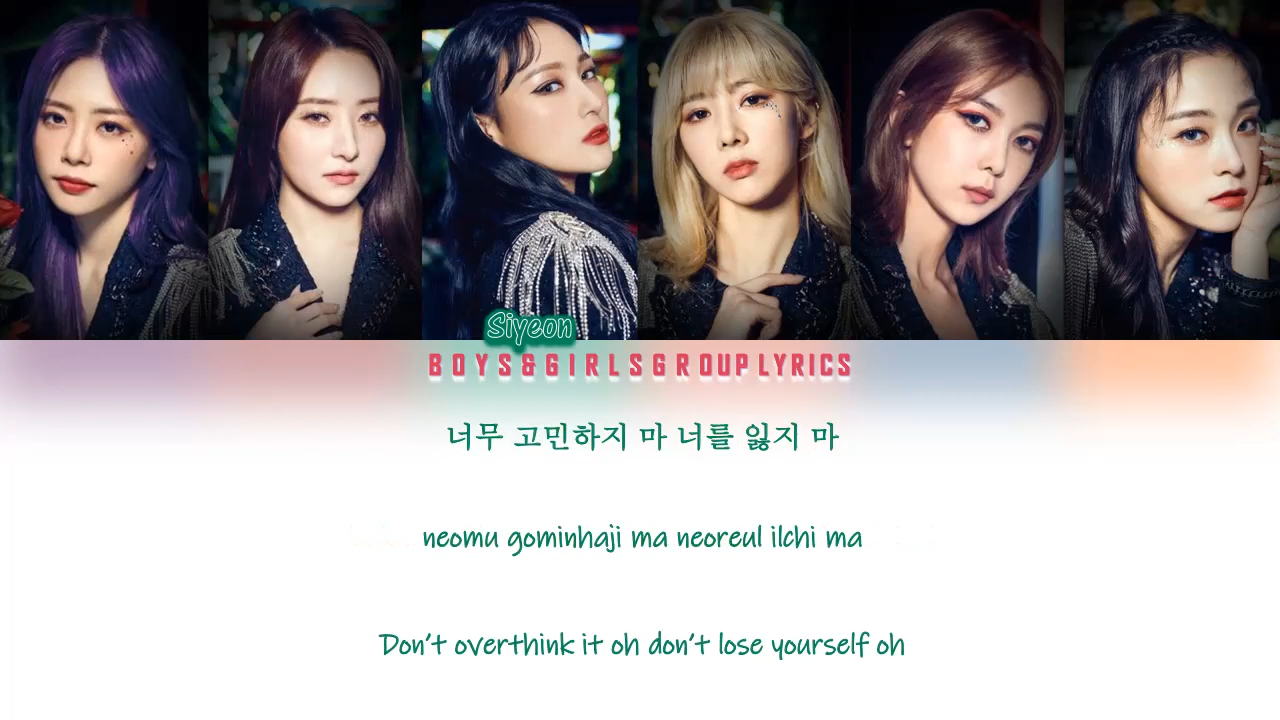 Siyeon
BOYS&GIRLS GROUP LYRICS
너무 고민하지 마 너를 잃지 마
neomu gominhaji ma neoreul ilchi ma
Don't overthink it oh don't lose yourself oh